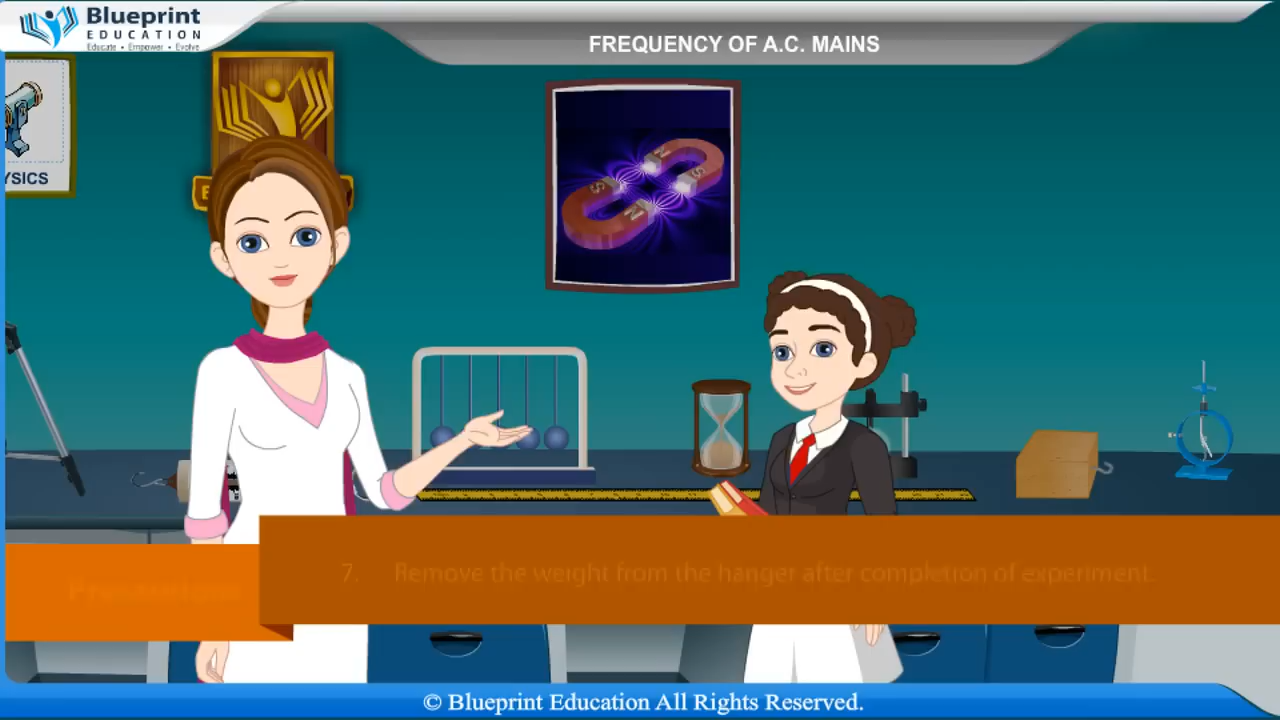 Blueprint
EDUCATION
Educate • Empower • Evolve
FREQUENCY OF A.C. MAINS
YSICS
N
S
S
N
7. Remove the weight from the hanger after completion of experiment.
Precautions
© Blueprint Education All Rights Reserved.